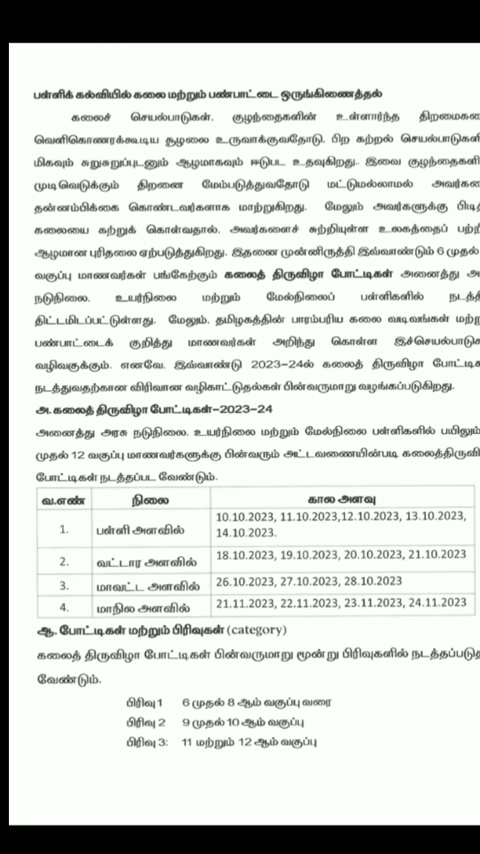 பள்ளிக் கல்வியில் கலை மற்றும் பண்பாட்டை ஒருங்கிணைத்தல்
கலைச் செயல்பாடுகள், குழந்தைகளின் உள்ளார்ந்த திறமைகளை
வெளிகொணரக்கூடிய சூழலை உருவாக்குவதோடு, பிற கற்றல் செயல்பாடுகளி
மிகவும் சுறுசுறுப்புடனும் ஆழமாகவும் ஈடுபட உதவுகிறது. இவை குழந்தைகளி
முடிவெடுக்கும் திறனை மேம்படுத்துவதோடு மட்டுமல்லாமல் அவர்களை
தன்னம்பிக்கை கொண்டவர்களாக மாற்றுகிறது. மேலும் அவர்களுக்கு பிடித்
கலையை கற்றுக் கொள்வதால், அவர்களைச் சுற்றியுள்ள உலகத்தைப் பற்றி
ஆழமான புரிதலை ஏற்படுத்துகிறது. இதனை முன்னிருத்தி இவ்வாண்டும் 6 முதல்
வகுப்பு மாணவர்கள் பங்கேற்கும் கலைத் திருவிழா போட்டிகள் அனைத்து அ
நடுநிலை, உயர்நிலை மற்றும் மேல்நிலைப் பள்ளிகளில் நடத்தி
திட்டமிடப்பட்டுள்ளது. மேலும், தமிழகத்தின் பாரம்பரிய கலை வடிவங்கள் மற்று
பண்பாட்டைக் குறித்து மாணவர்கள் அறிந்து கொள்ள இச்செயல்பாடுக
வழிவகுக்கும். எனவே, இவ்வாண்டு 2023-24ல் கலைத் திருவிழா போட்டிக
நடத்துவதற்கான விரிவான வழிகாட்டுதல்கள் பின்வருமாறு வழங்கப்படுகிறது.
அ. கலைத் திருவிழா போட்டிகள்-2023-24
அனைத்து அரசு நடுநிலை, உயர்நிலை மற்றும் மேல்நிலை பள்ளிகளில் பயிலும்
முதல் 12 வகுப்பு மாணவர்களுக்கு பின்வரும் அட்டவணையின்படி கலைத்திருவி
போட்டிகள் நடத்தப்பட வேண்டும்.
வ.எண் நிலை கால அளவு
1. பள்ளி அளவில் 10.10.2023, 11.10.2023,12.10.2023, 13.10.2023,
14.10.2023.
2. வட்டார அளவில் 18.10.2023, 19.10.2023, 20.10.2023, 21.10.2023
3. மாவட்ட அளவில் 26.10.2023, 27.10.2023, 28.10.2023
4. மாநில அளவில் 21.11.2023, 22.11.2023, 23.11.2023, 24.11.2023
ஆ. போட்டிகள் மற்றும் பிரிவுகள் (category)
கலைத் திருவிழா போட்டிகள் பின்வருமாறு மூன்று பிரிவுகளில் நடத்தப்படுத
வேண்டும்.
பிரிவு 1 6 முதல் 8 ஆம் வகுப்பு வரை
பிரிவு 2 9 முதல் 10 ஆம் வகுப்பு
பிரிவு 3: 11 மற்றும் 12 ஆம் வகுப்பு